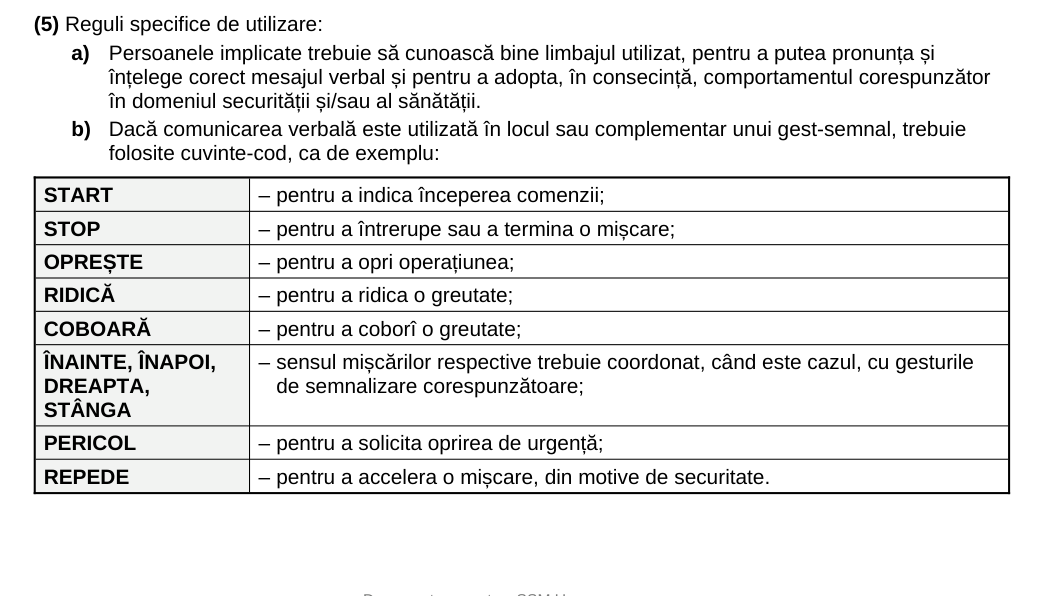 (5) Reguli specifice de utilizare:
a) Persoanele implicate trebuie să cunoască bine limbajul utilizat, pentru a putea pronunța și
înțelege corect mesajul verbal și pentru a adopta, în consecință, comportamentul corespunzător
în domeniul securității și/sau al sănătății.
b) Dacă comunicarea verbală este utilizată în locul sau complementar unui gest-semnal, trebuie
folosite cuvinte-cod, ca de exemplu:
START – pentru a indica începerea comenzii;
STOP – pentru a întrerupe sau a termina o mișcare;
OPREȘTE – pentru a opri operațiunea;
RIDICĂ – pentru a ridica o greutate;
COBOARĂ – pentru a coborî o greutate;
ÎNAINTE, ÎNAPOI,
DREAPTA,
STÂNGA
– sensul mișcărilor respective trebuie coordonat, când este cazul, cu gesturile
de semnalizare corespunzătoare;
PERICOL – pentru a solicita oprirea de urgență;
REPEDE – pentru a accelera o mișcare, din motive de securitate.